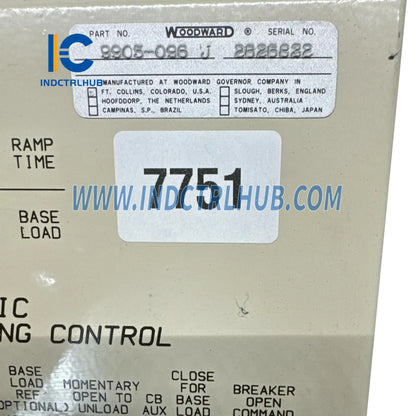 IC
INDCTRLHUB
PART NO. WOODWARD ® SERIAL NO.
9905-096 J 2626822
MANUFACTURED AT WOODWARD GOVERNOR COMPANY IN
FT. COLLINS, COLORADO, U.S.A. SLOUGH, BERKS, ENGLAND
HOOFDDORP, THE NETHERLANDS SYDNEY, AUSTRALIA
CAMPINAS, S.P., BRAZIL TOMISATO, CHIBA, JAPAN
RAMP
TIME
7751
WWW.INDCTRLHUB.COM
BASE
LOAD
IC
NG CONTROL
BASE CLOSE
LOAD MOMENTARY FOR BREAKER
REF OPEN TO CB BASE OPEN
OPTIONAL) UNLOAD AUX LOAD COMMAND